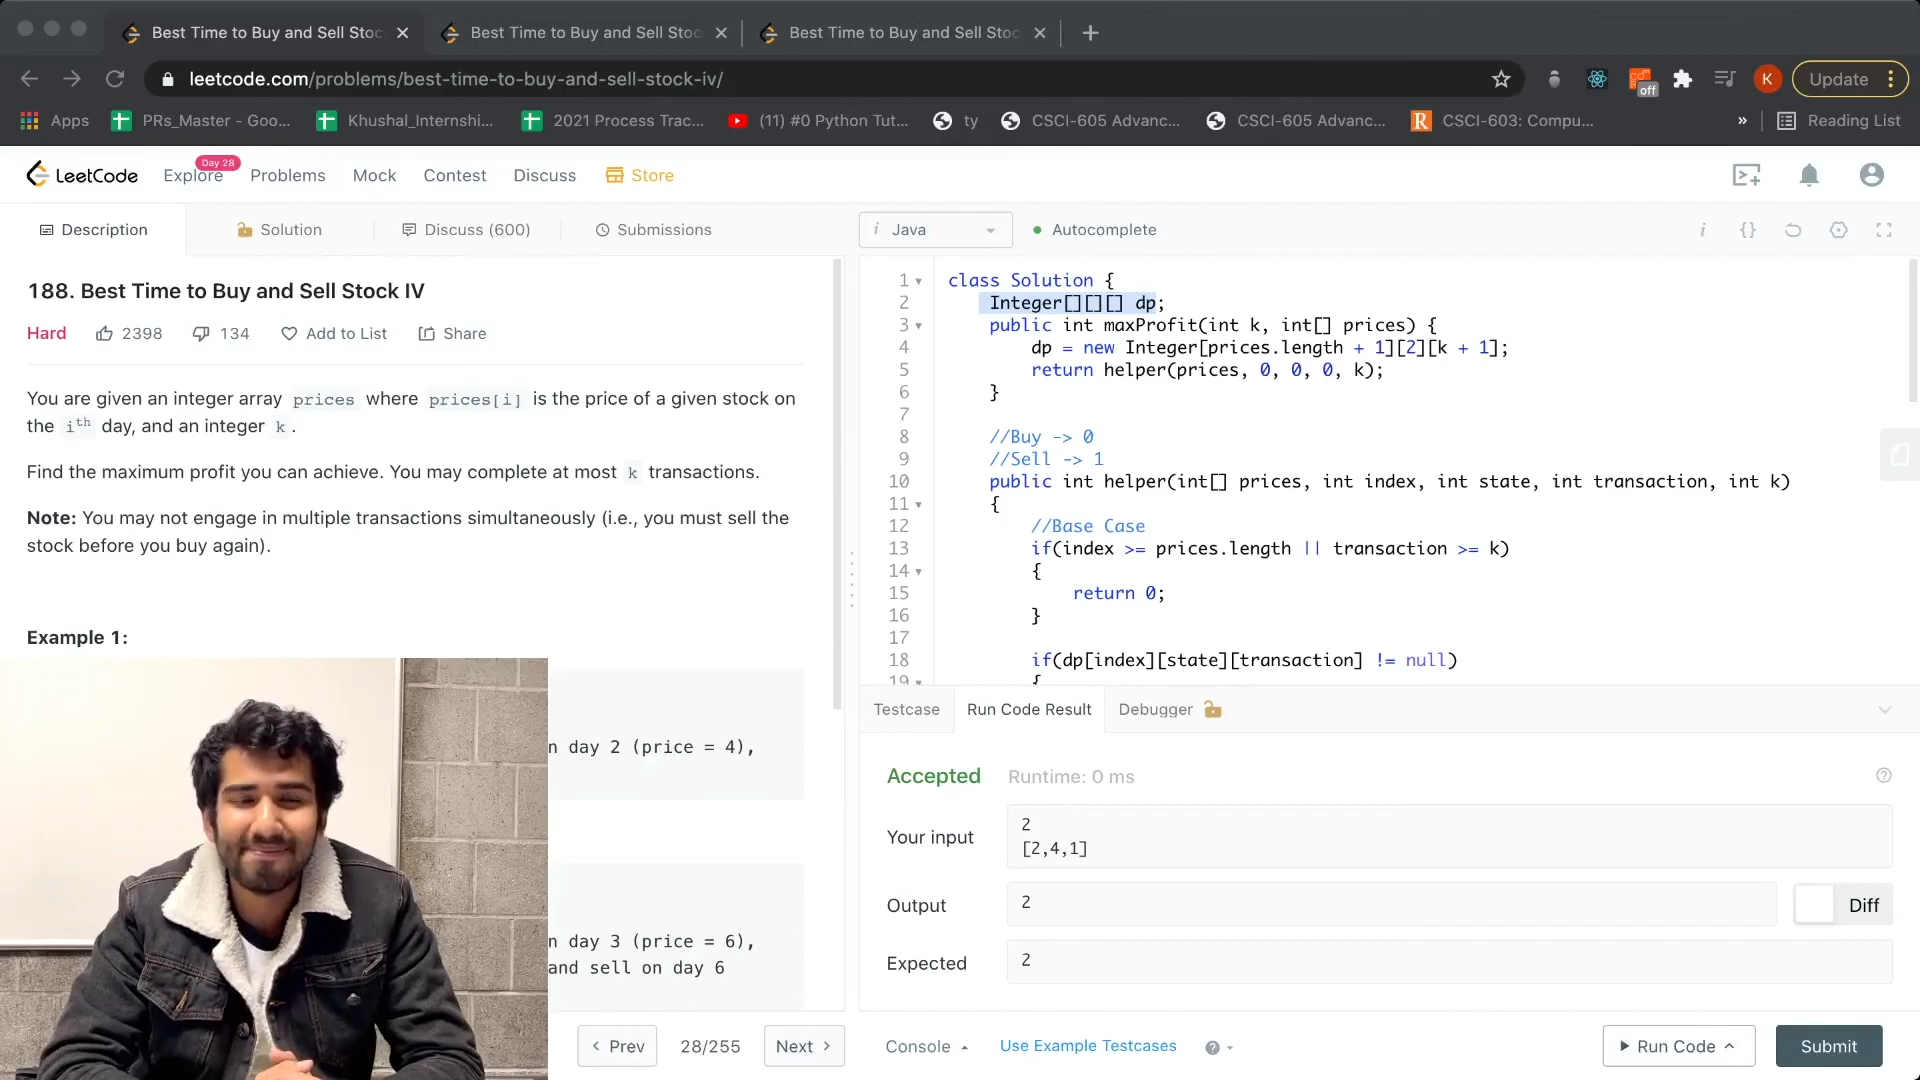 Best Time to Buy and Sell Stoc
Best Time to Buy and Sell Stoc
Best Time to Buy and Sell Stoc
leetcode.com/problems/best-time-to-buy-and-sell-stock-iv/
off
K
Update
Apps
PRs_Master - Goo...
Khushal_Internshi...
2021 Process Trac...
(11) #0 Python Tut...
ty
CSCI-605 Advanc...
CSCI-605 Advanc...
R
CSCI-603: Compu...
»
Reading List
LeetCode
Explore
Day 28
Problems
Mock
Contest
Discuss
Store
Description
Solution
Discuss (600)
Submissions
i Java
Autocomplete
i {}
188. Best Time to Buy and Sell Stock IV
Hard
2398
134
Add to List
Share
You are given an integer array prices where prices[i] is the price of a given stock on
the ith day, and an integer k.
Find the maximum profit you can achieve. You may complete at most k transactions.
Note: You may not engage in multiple transactions simultaneously (i.e., you must sell the
stock before you buy again).
Example 1:
n day 2 (price = 4),
n day 3 (price = 6),
and sell on day 6
Prev
28/255
Next
1 class Solution {
2 Integer[][][] dp;
3 public int maxProfit(int k, int[] prices) {
4 dp = new Integer[prices.length + 1][2][k + 1];
5 return helper(prices, 0, 0, 0, k);
6 }
7
8 //Buy -> 0
9 //Sell -> 1
10 public int helper(int[] prices, int index, int state, int transaction, int k)
11 {
12 //Base Case
13 if(index >= prices.length || transaction >= k)
14 {
15 return 0;
16 }
17
18 if(dp[index][state][transaction] != null)
19 {
Testcase
Run Code Result
Debugger
Accepted
Runtime: 0 ms
Your input
2
[2,4,1]
Output
2
Diff
Expected
2
Console
Use Example Testcases
Run Code
Submit